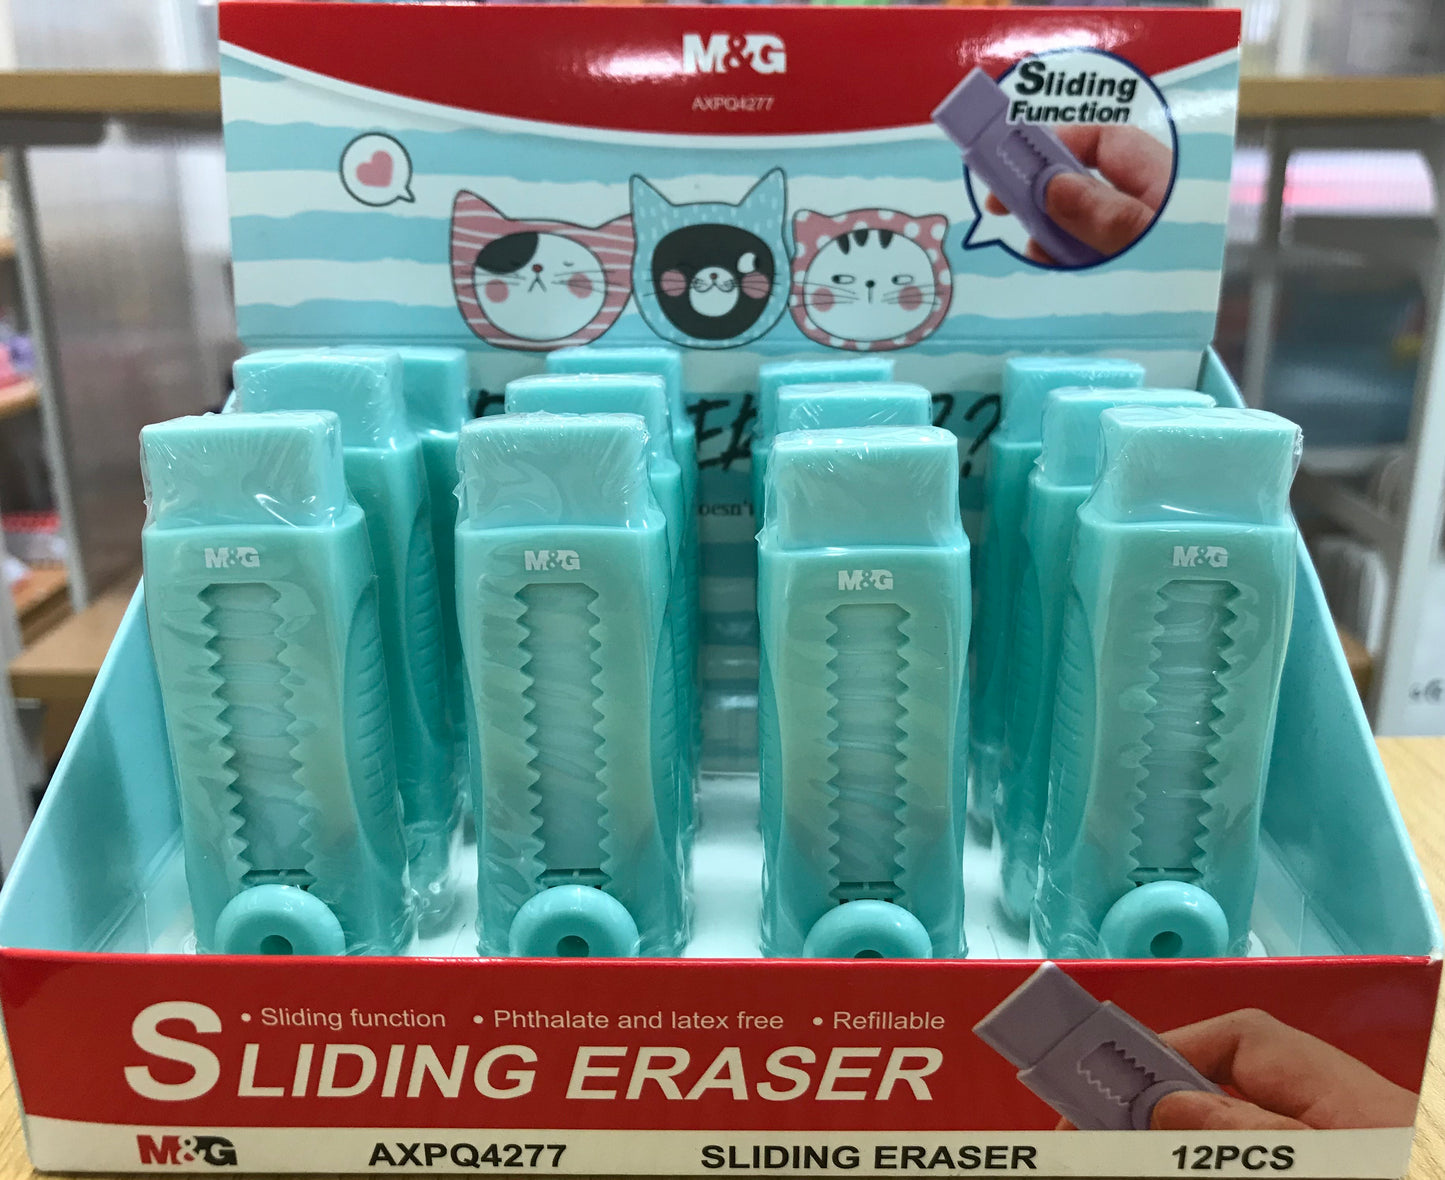 M&G
AXPQ4277
Sliding
Function
M&G
M&G
M&G
M&G
• Sliding function • Phthalate and latex free • Refillable
SLIDING ERASER
M&G AXPQ4277 SLIDING ERASER 12PCS